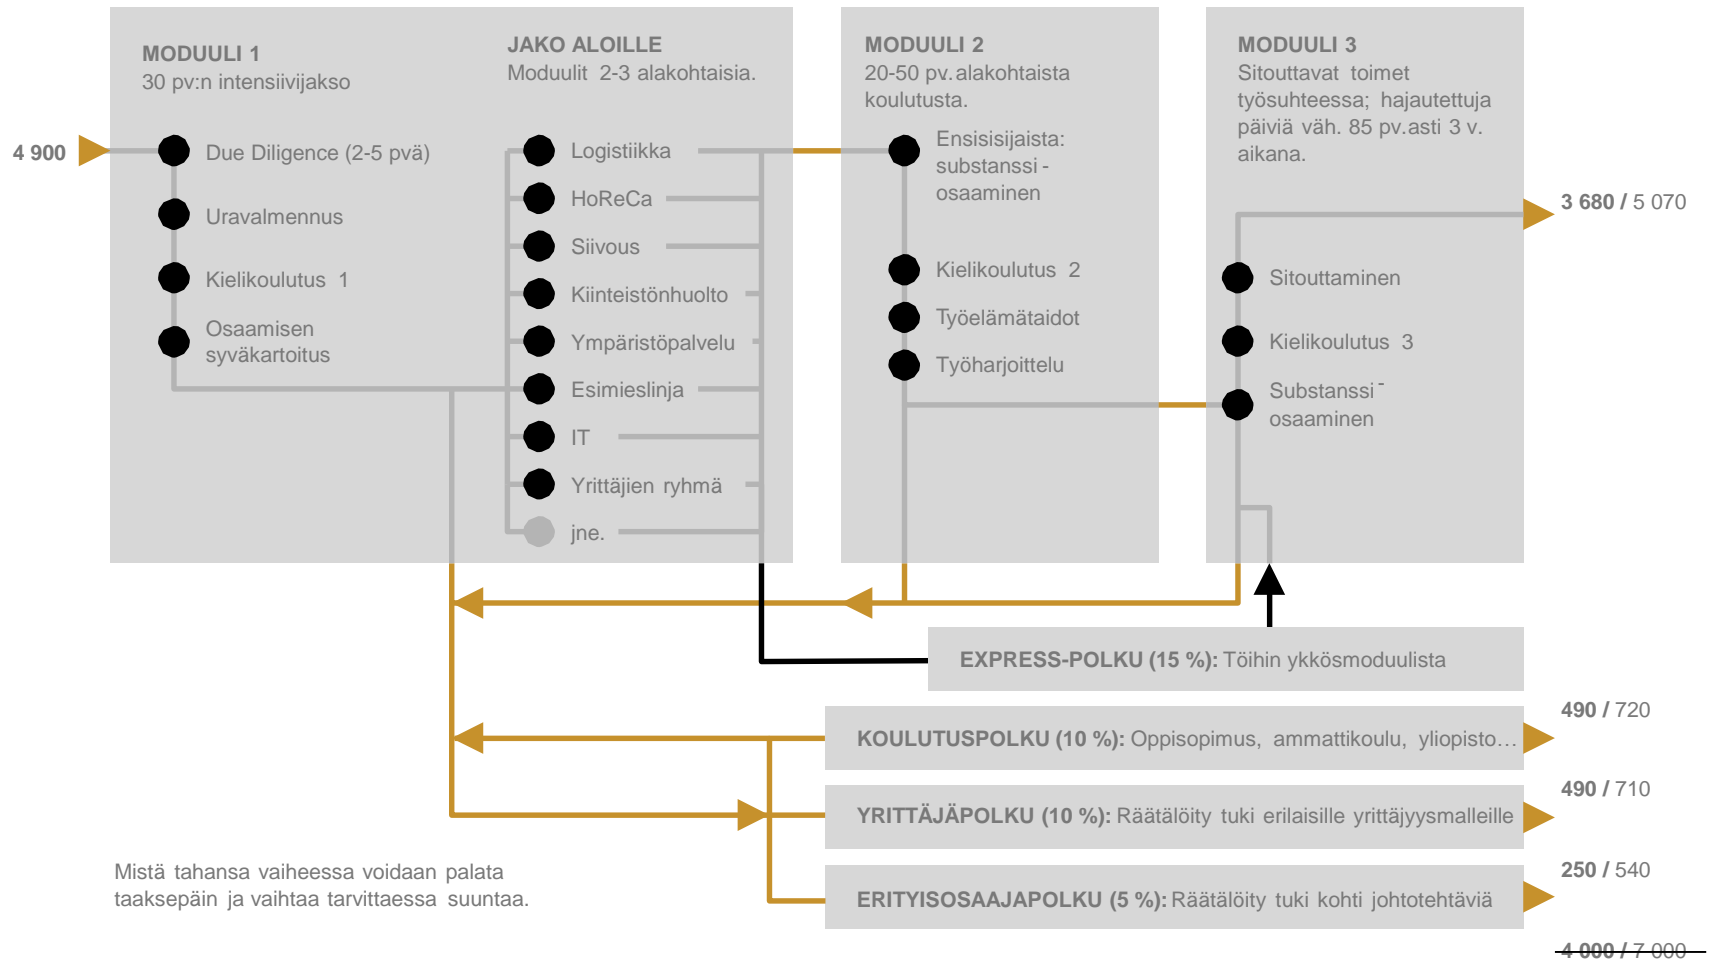 MODUULI 1
30 pv:n intensiivijakso
4 900
Due Diligence (2-5 pvä)
Uravalmennus
Kielikoulutus 1
Osaamisen
syväkartoitus
JAKO ALOILLE
Moduulit 2-3 alakohtaisia.
Logistiikka
HoReCa
Siivous
Kiinteistönhuolto
Ympäristöpalvelu
Esimieslinja
IT
Yrittäjien ryhmä
jne.
MODUULI 2
20-50 pv.alakohtaista
koulutusta.
Ensisisijaista:
substanssi-
osaaminen
Kielikoulutus 2
Työelämätaidot
Työharjoittelu
MODUULI 3
Sitouttavat toimet
työsuhteessa; hajautettuja
päiviä väh. 85 pv.asti 3 v.
aikana.
Sitouttaminen
Kielikoulutus 3
Substanssi-
osaaminen
3 680 / 5 070
EXPRESS-POLKU (15 %): Töihin ykkösmoduulista
490 / 720
KOULUTUSPOLKU (10 %): Oppisopimus, ammattikoulu, yliopisto…
490 / 710
YRITTÄJÄPOLKU (10 %): Räätälöity tuki erilaisille yrittäjyysmalleille
250 / 540
ERITYISOSAAJAPOLKU (5 %): Räätälöity tuki kohti johtotehtäviä
4 000 / 7 000
Mistä tahansa vaiheessa voidaan palata
taaksepäin ja vaihtaa tarvittaessa suuntaa.